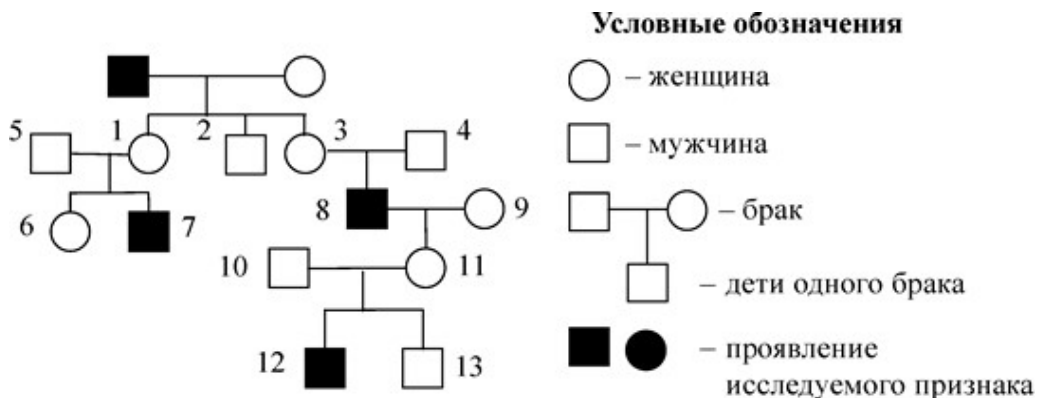 Условные обозначения
– женщина
– мужчина
– брак
– дети одного брака
– проявление
исследуемого признака
5 1 2 3 4
6 7 8 9
10 11
12 13